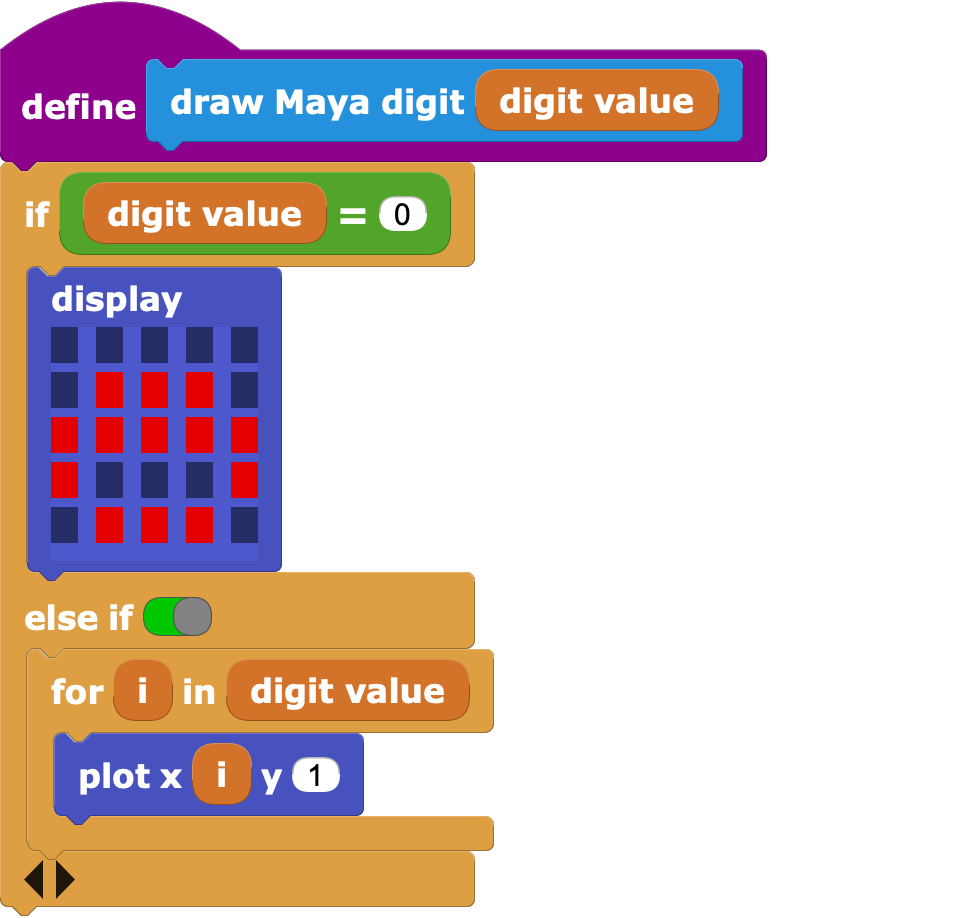 define draw Maya digit digit value
if digit value = 0
display
else if
for i in digit value
plot x i y 1